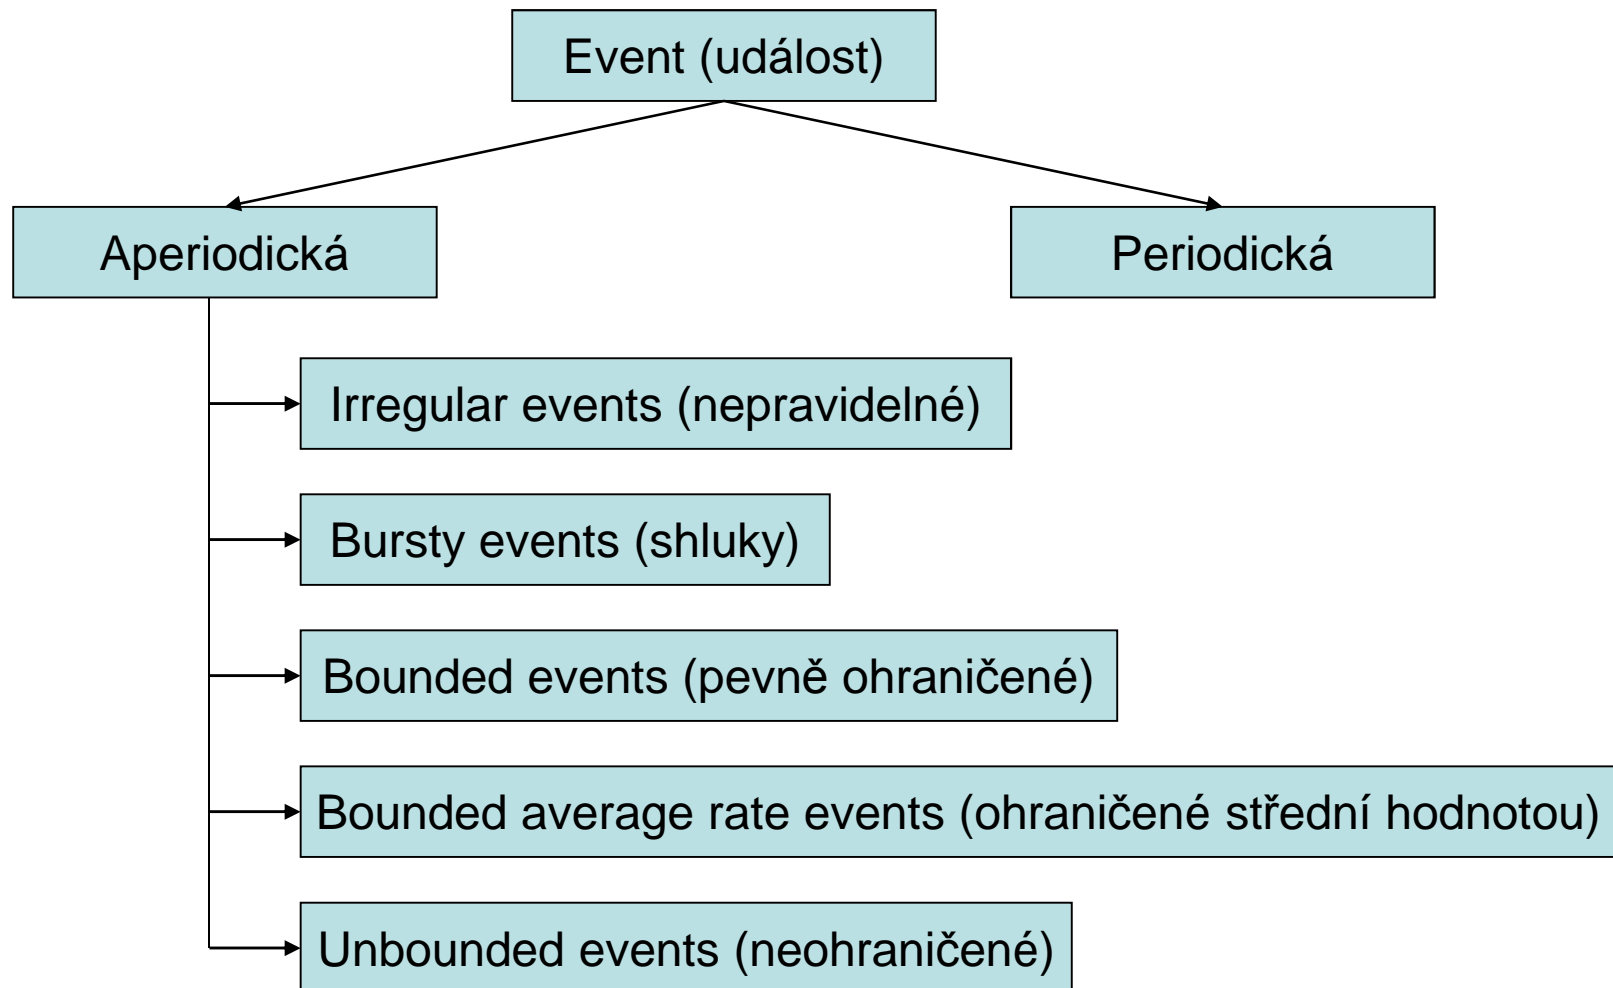 Event (událost)
Aperiodická
Periodická
Irregular events (nepravidelné)
Bursty events (shluky)
Bounded events (pevně ohraničené)
Bounded average rate events (ohraničené střední hodnotou)
Unbounded events (neohraničené)